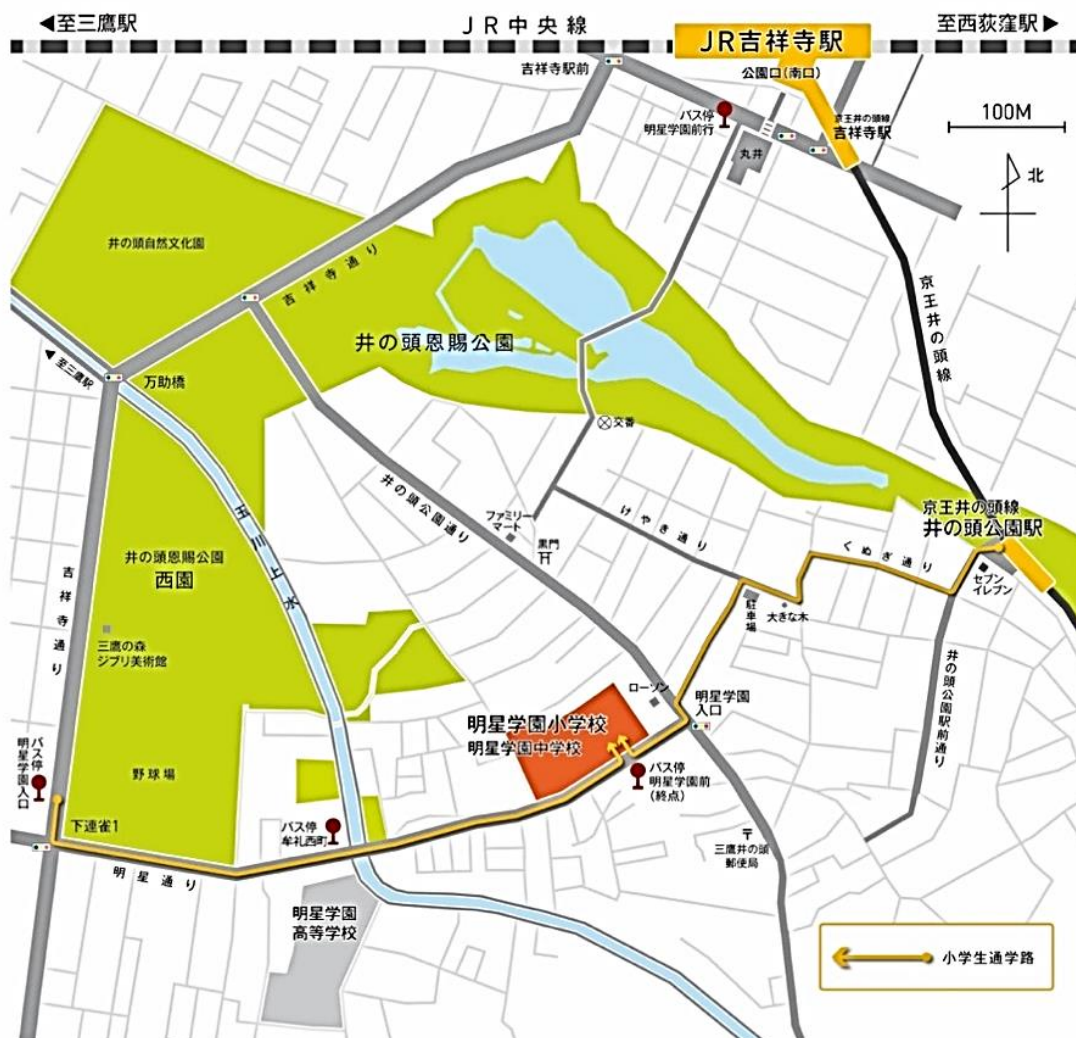 ◀至三鷹駅
JR中央線
JR吉祥寺駅
至西荻窪駅▶
吉祥寺駅前
公園口(南口)
バス停
明星学園前行
京王井の頭線
吉祥寺駅
100M
丸井
北
井の頭自然文化園
吉祥寺通り
京王井の頭線
井の頭恩賜公園
◀至三鷹駅
万助橋
交番
井の頭公園通り
ファミリー
マート
黒門
けやき通り
くぬぎ通り
京王井の頭線
井の頭公園駅
セブン
イレブン
井の頭恩賜公園
西園
玉川上水
吉祥寺通り
駐車場
大きな木
三鷹の森
ジブリ美術館
井の頭公園駅前通り
ローソン
明星学園
入口
明星学園小学校
明星学園中学校
バス停
明星学園入口
野球場
バス停
明星学園前
(終点)
下連雀1
バス停
牟礼西町
〒
三鷹井の頭
郵便局
明星通り
明星学園
高等学校
小学生通学路